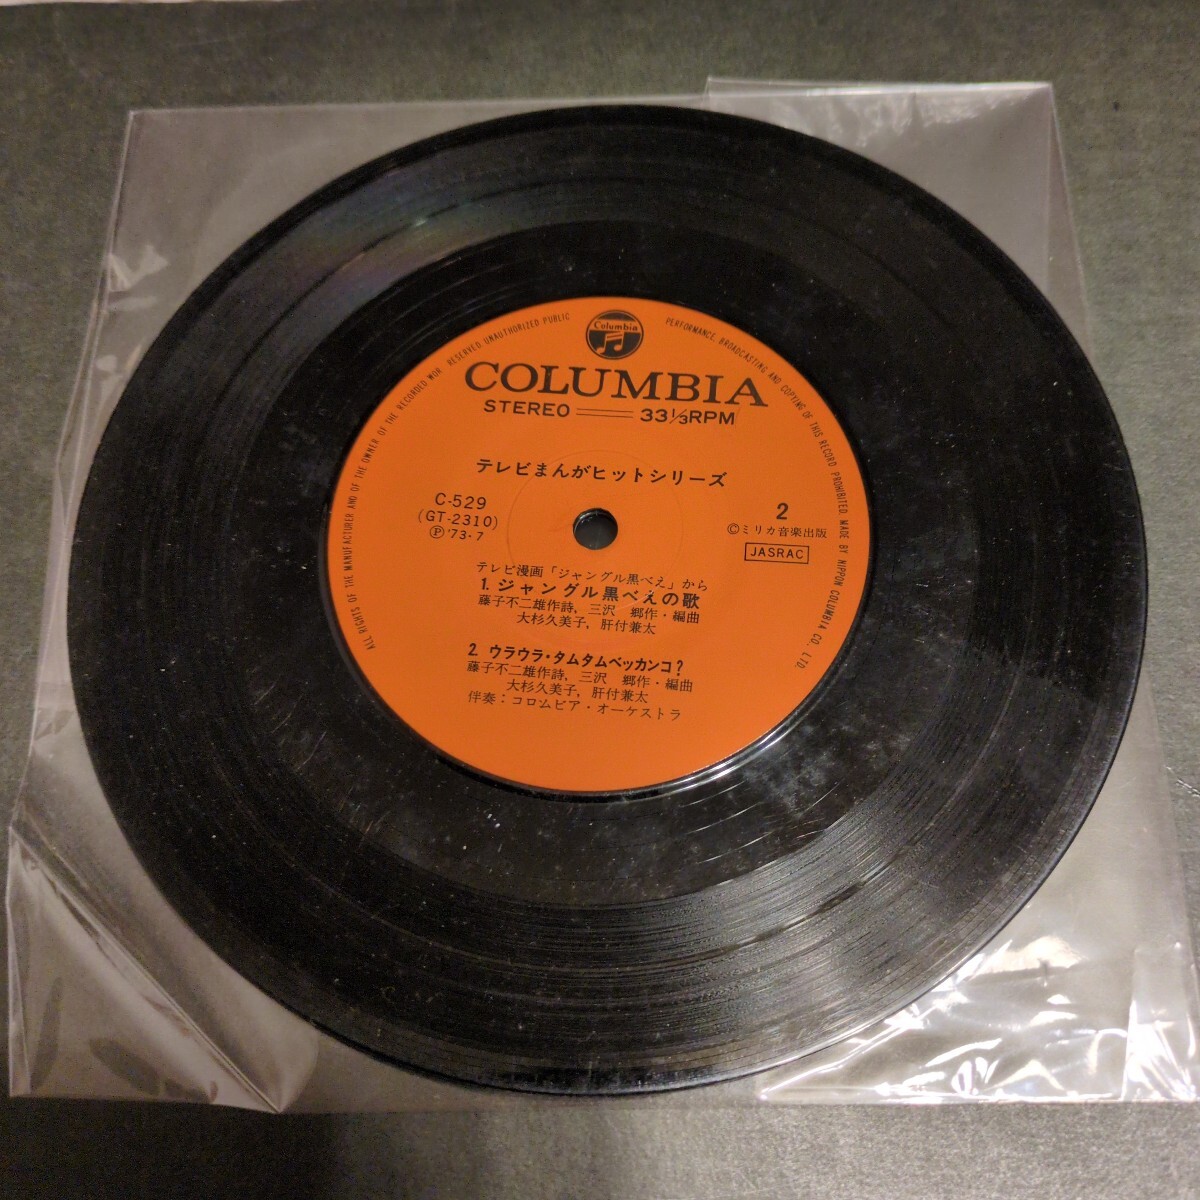 Columbia
ALL RIGHTS OF THE MANUFACTURER AND OF THE OWNER OF THE RECORDED WOR. RESERVED UNAUTHORIZED PUBLIC PERFORMANCE, BROADCASTING AND COPYING OF THIS RECORD PROHIBITED. MADE BY NIPPON COLUMBIA CO., LTD.
COLUMBIA
STEREO 33⅓RPM
テレビまんがヒットシリーズ
C-529 2
(GT-2310) Ⓒミリカ音楽出版
Ⓟ'73·7 JASRAC
テレビ漫画「ジャングル黒べえ」から
1. ジャングル黒べえの歌
藤子不二雄作詩, 三沢 郷作・編曲
大杉久美子, 肝付兼太
2. ウラウラ・タムタムベッカンコ?
藤子不二雄作詩, 三沢 郷作・編曲
大杉久美子, 肝付兼太
伴奏:コロムビア・オーケストラ